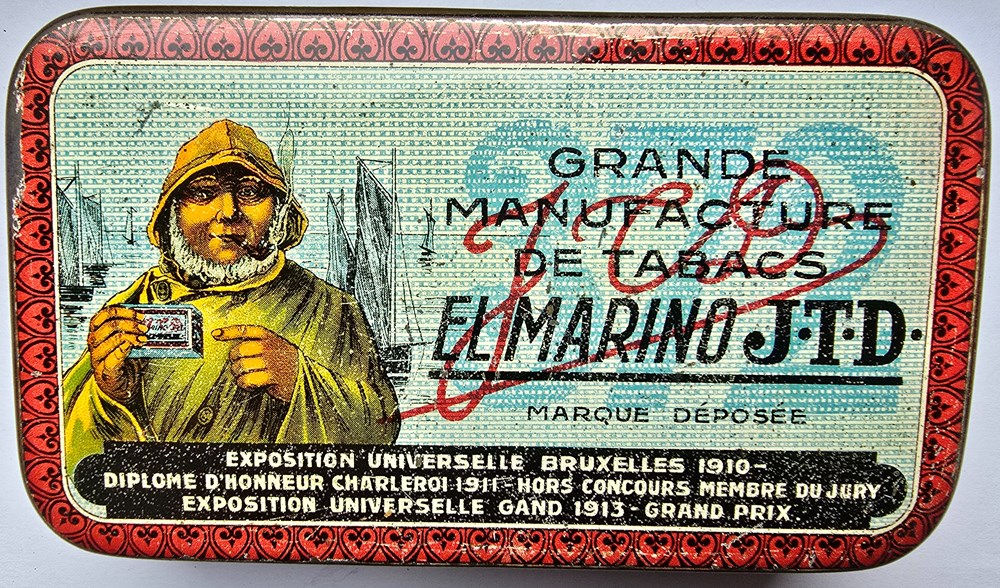 GRANDE
MANUFACTURE
DE TABACS
EL MARINO J.T.D.
MARQUE DÉPOSÉE
EXPOSITION UNIVERSELLE BRUXELLES 1910-
DIPLOME D'HONNEUR CHARLEROI 1911-HORS CONCOURS MEMBRE DU JURY
EXPOSITION UNIVERSELLE GAND 1913-GRAND PRIX